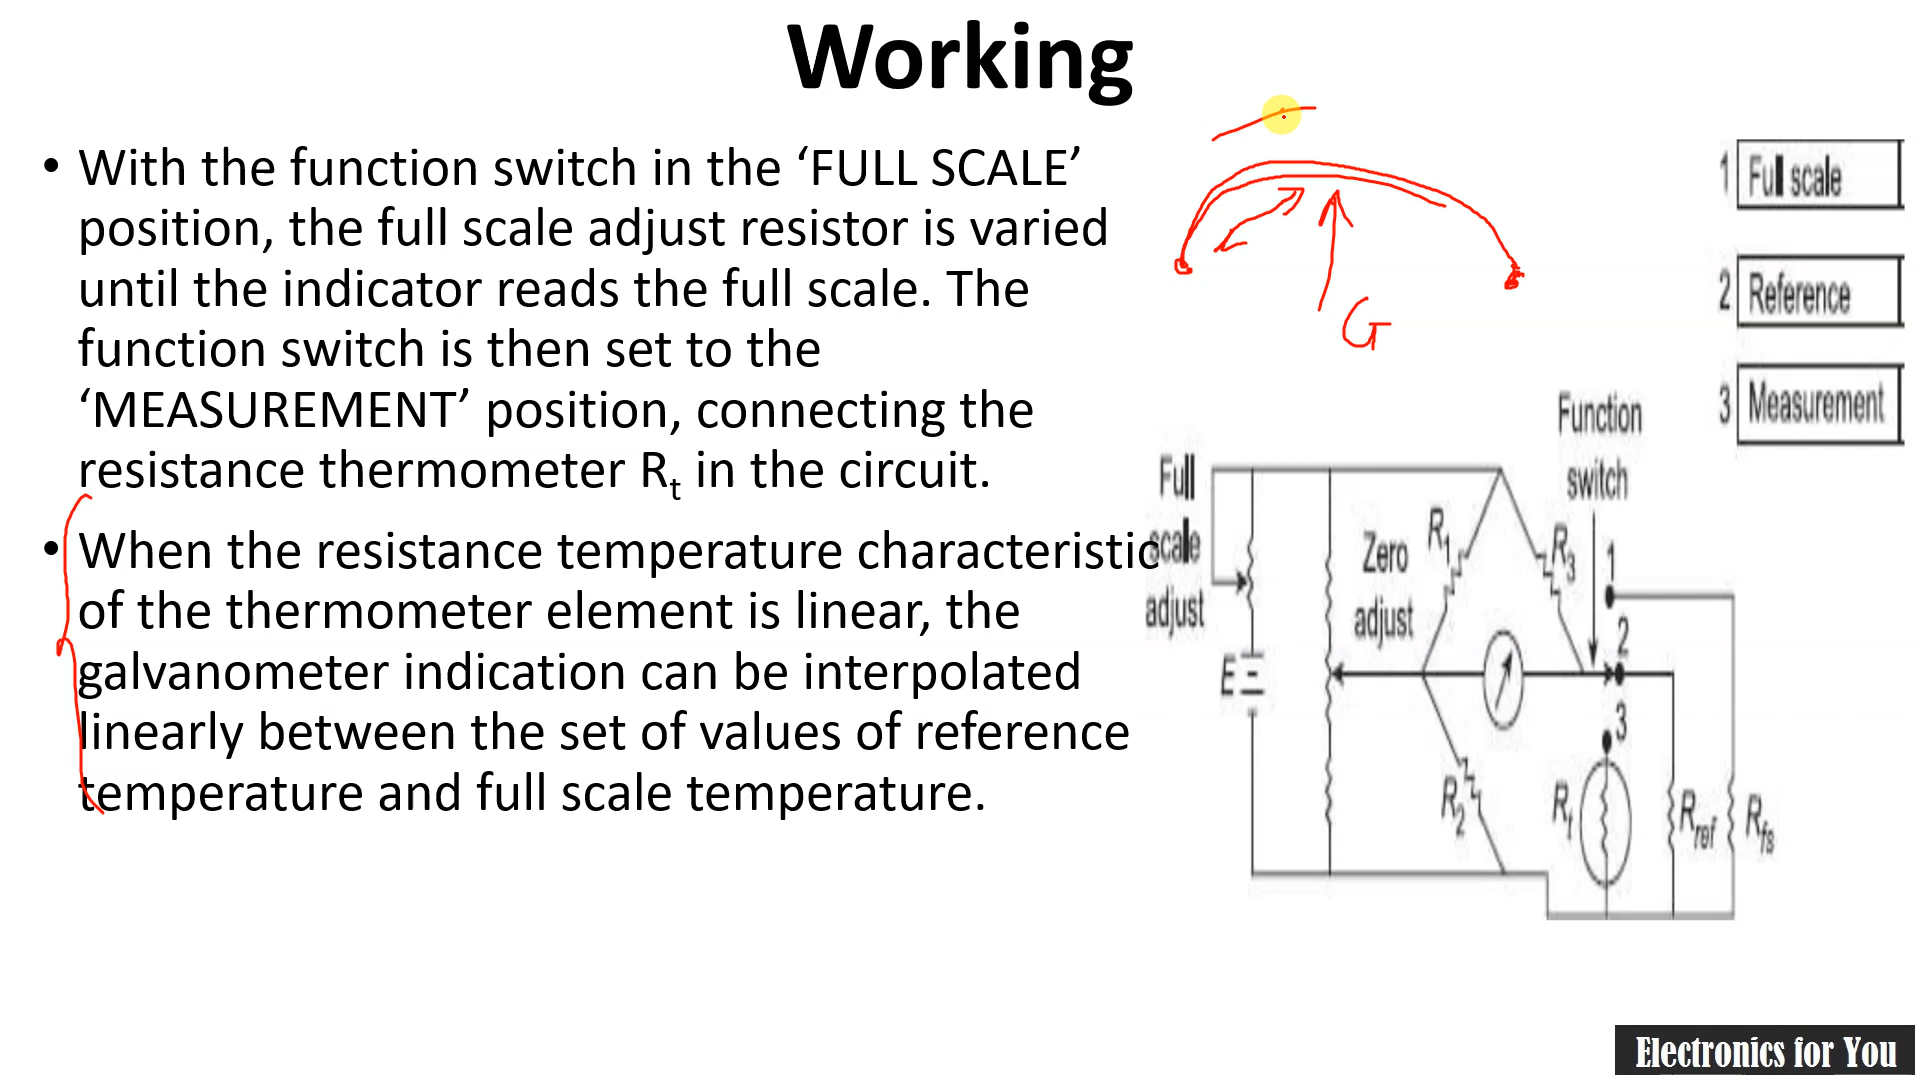 Working
• With the function switch in the ‘FULL SCALE’
position, the full scale adjust resistor is varied
until the indicator reads the full scale. The
function switch is then set to the
‘MEASUREMENT’ position, connecting the
resistance thermometer Rt in the circuit.
• When the resistance temperature characteristic
of the thermometer element is linear, the
galvanometer indication can be interpolated
linearly between the set of values of reference
temperature and full scale temperature.
G
1 Full scale
2 Reference
3 Measurement
Function
switch
Full
scale
adjust
Zero
adjust
R1
R3
1
2
E
3
R2
Rt
Rref
Rfs
Electronics for You